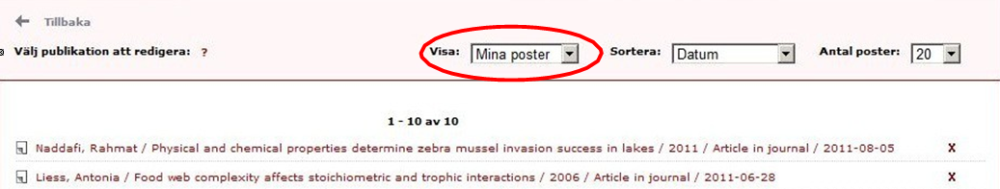 Tillbaka
Välj publikation att redigera: ? Visa: Mina poster Sortera: Datum Antal poster: 20
1 - 10 av 10
Naddafi, Rahmat / Physical and chemical properties determine zebra mussel invasion success in lakes / 2011 / Article in journal / 2011-08-05 X
Liess, Antonia / Food web complexity affects stoichiometric and trophic interactions / 2006 / Article in journal / 2011-06-28 X